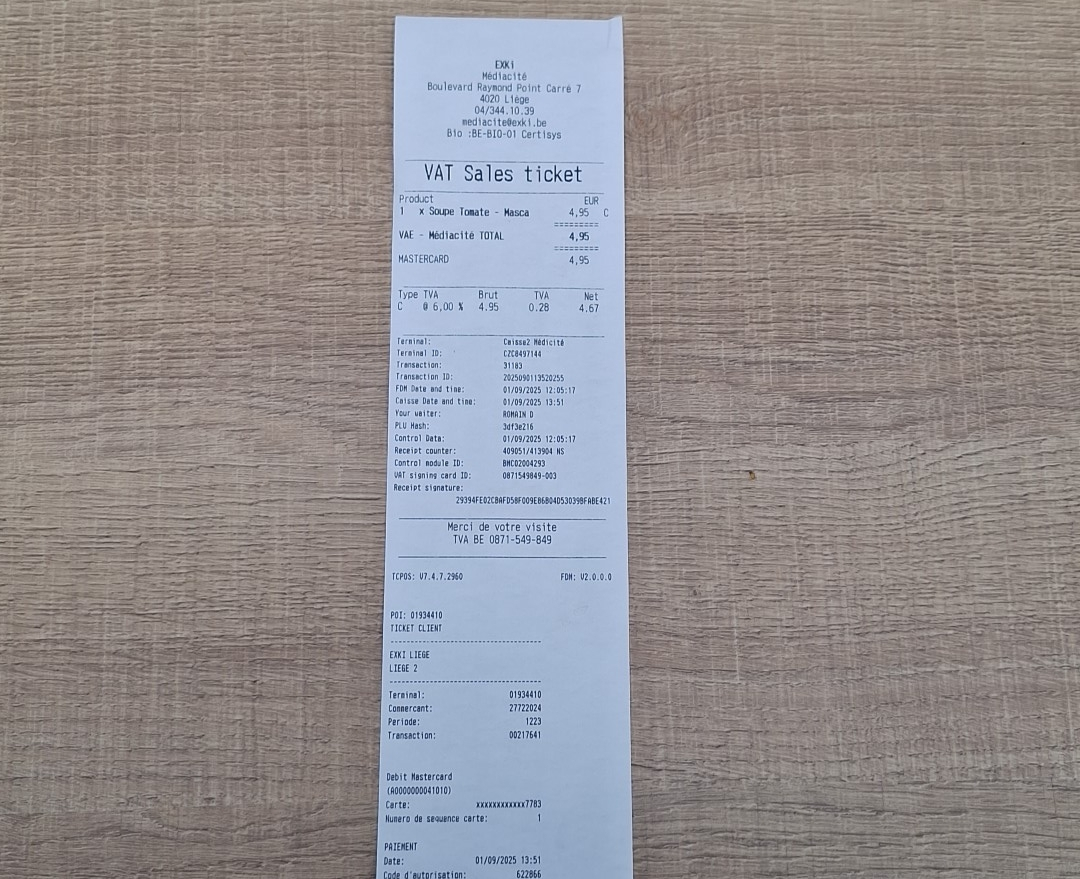 EXKi
Médiacité
Boulevard Raymond Point Carré 7
4020 Liège
04/344.10.39
mediacite@exki.be
Bio :BE-BIO-01 Certisys
VAT Sales ticket
Product EUR
1 x Soupe Tomate - Masca 4,95 C
=========
VAE - Médiacité TOTAL 4,95
=========
MASTERCARD 4,95
Type TVA Brut TVA Net
C @ 6,00 % 4.95 0.28 4.67
Terminal: Caisse2 Médicité
Terminal ID: CZC8497144
Transaction: 31183
Transaction ID: 2025090113520255
FDM Date and time: 01/09/2025 12:05:17
Caisse Date and time: 01/09/2025 13:51
Your waiter: ROMAIN D
PLU Hash: 3df3e216
Control Data: 01/09/2025 12:05:17
Receipt counter: 409051/413904 NS
Control module ID: BMC02004293
VAT signing card ID: 0871549849-003
Receipt signature:
29394FE02CBAFD5BF009EB6B04D53039BFABE421
Merci de votre visite
TVA BE 0871-549-849
TCPOS: V7.4.7.2960 FDM: V2.0.0.0
POI: 01934410
TICKET CLIENT
EXKI LIEGE
LIEGE 2
Terminal: 01934410
Commercant: 27722024
Periode: 1223
Transaction: 00217641
Debit Mastercard
(A0000000041010)
Carte: xxxxxxxxxxxx7783
Numero de sequence carte: 1
PAIEMENT
Date: 01/09/2025 13:51
Code d'autorisation: 622866